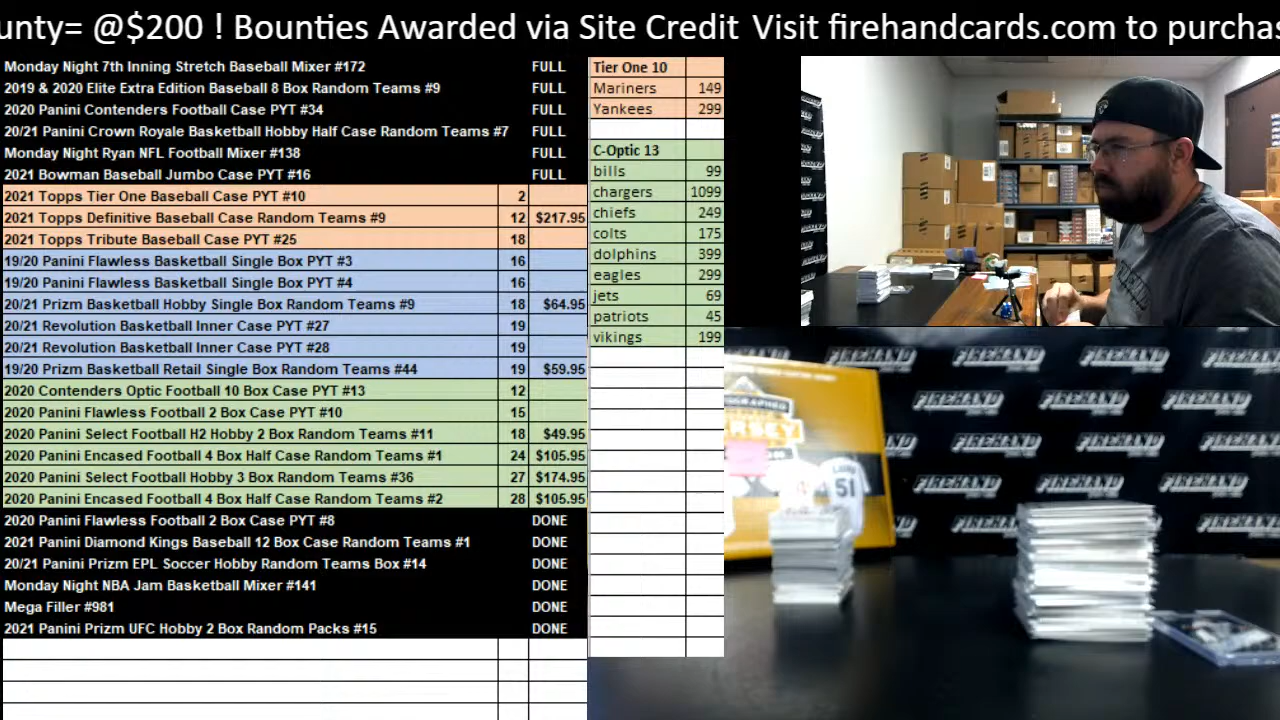 unty= @$200 ! Bounties Awarded via Site Credit Visit firehandcards.com to purchas
Monday Night 7th Inning Stretch Baseball Mixer #172 FULL
2019 & 2020 Elite Extra Edition Baseball 8 Box Random Teams #9 FULL
2020 Panini Contenders Football Case PYT #34 FULL
20/21 Panini Crown Royale Basketball Hobby Half Case Random Teams #7 FULL
Monday Night Ryan NFL Football Mixer #138 FULL
2021 Bowman Baseball Jumbo Case PYT #16 FULL
2021 Topps Tier One Baseball Case PYT #10 2
2021 Topps Definitive Baseball Case Random Teams #9 12 $217.95
2021 Topps Tribute Baseball Case PYT #25 18
19/20 Panini Flawless Basketball Single Box PYT #3 16
19/20 Panini Flawless Basketball Single Box PYT #4 16
20/21 Prizm Basketball Hobby Single Box Random Teams #9 18 $64.95
20/21 Revolution Basketball Inner Case PYT #27 19
20/21 Revolution Basketball Inner Case PYT #28 19
19/20 Prizm Basketball Retail Single Box Random Teams #44 19 $59.95
2020 Contenders Optic Football 10 Box Case PYT #13 12
2020 Panini Flawless Football 2 Box Case PYT #10 15
2020 Panini Select Football H2 Hobby 2 Box Random Teams #11 18 $49.95
2020 Panini Encased Football 4 Box Half Case Random Teams #1 24 $105.95
2020 Panini Select Football Hobby 3 Box Random Teams #36 27 $174.95
2020 Panini Encased Football 4 Box Half Case Random Teams #2 28 $105.95
2020 Panini Flawless Football 2 Box Case PYT #8 DONE
2021 Panini Diamond Kings Baseball 12 Box Case Random Teams #1 DONE
20/21 Panini Prizm EPL Soccer Hobby Random Teams Box #14 DONE
Monday Night NBA Jam Basketball Mixer #141 DONE
Mega Filler #981 DONE
2021 Panini Prizm UFC Hobby 2 Box Random Packs #15 DONE
Tier One 10
Mariners 149
Yankees 299
C-Optic 13
bills 99
chargers 1099
chiefs 249
colts 175
dolphins 399
eagles 299
jets 69
patriots 45
vikings 199
FIREHAND FIREHAND FIREHAND
FIREHAND FIREHAND
FIREHAND FIREHAND FIREHAND
FIREHAND FIREHAND
FIREHAND
JERSEY
51